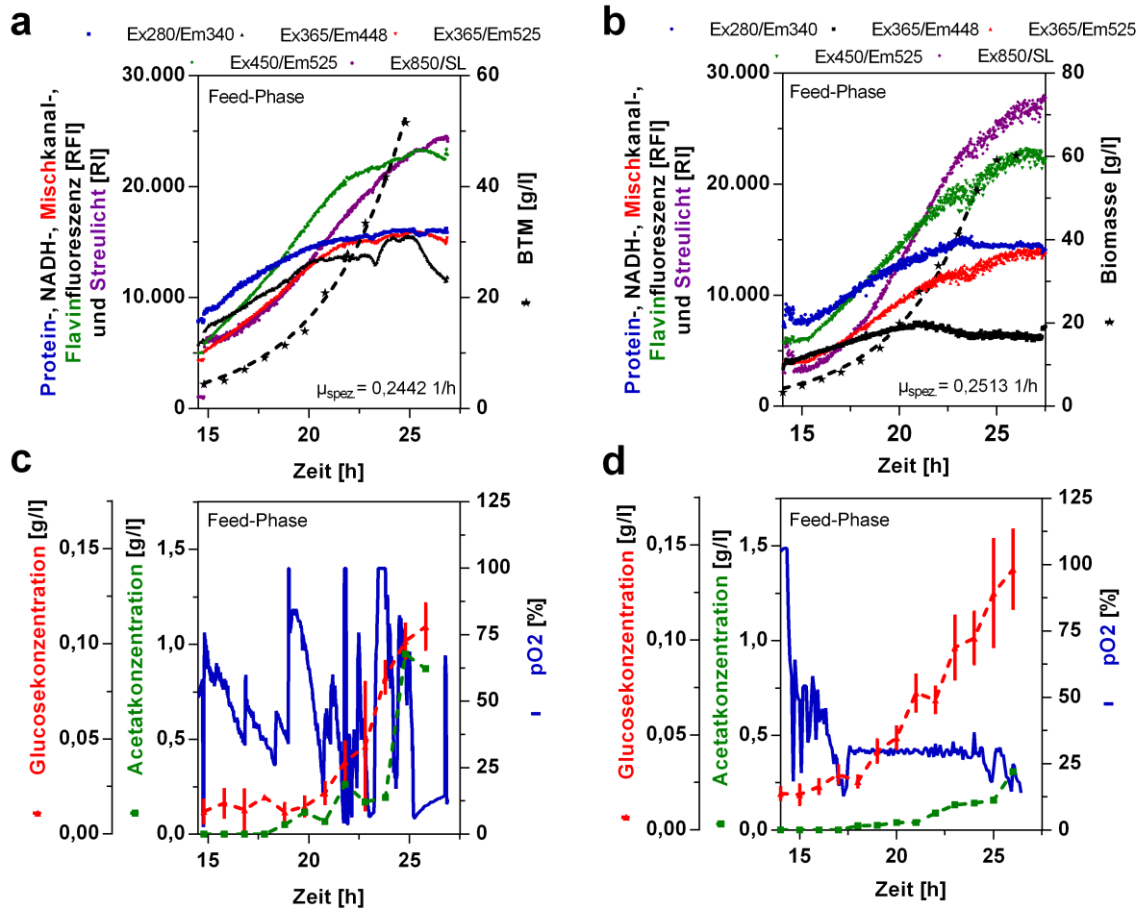 a
Ex280/Em340 Ex365/Em448 Ex365/Em525
Ex450/Em525 Ex850/SL
Feed-Phase
30.000
20.000
10.000
0
Protein-, NADH-, Mischkanal-,
Flavinfluoreszenz [RFI]
und Streulicht [RI]
60
40
20
0
BTM [g/l]
μspez. = 0,2442 1/h
15 20 25
Zeit [h]
b
Ex280/Em340 Ex365/Em448 Ex365/Em525
Ex450/Em525 Ex850/SL
Feed-Phase
30.000
20.000
10.000
0
Protein-, NADH-, Mischkanal-,
Flavinfluoreszenz [RFI]
und Streulicht [RI]
80
60
40
20
0
Biomasse [g/l]
μspez. = 0,2513 1/h
15 20 25
Zeit [h]
c
Feed-Phase
Glucosekonzentration [g/l]
0,15
0,10
0,05
0,00
Acetatkonzentration [g/l]
1,5
1,0
0,5
0,0
125
100
75
50
25
0
pO2 [%]
15 20 25
Zeit [h]
d
Feed-Phase
Glucosekonzentration [g/l]
0,15
0,10
0,05
0,00
Acetatkonzentration [g/l]
1,5
1,0
0,5
0,0
125
100
75
50
25
0
pO2 [%]
15 20 25
Zeit [h]